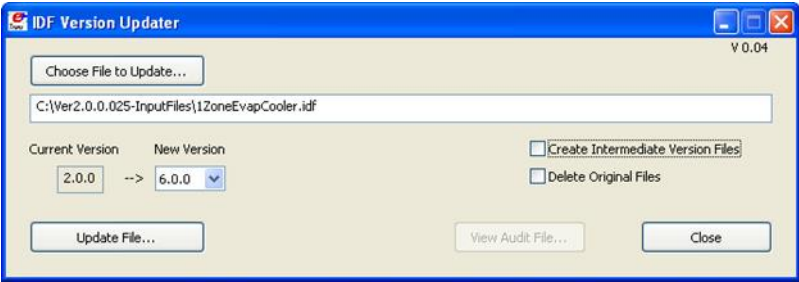 IDF Version Updater
V 0.04
Choose File to Update...
C:\Ver2.0.0.025-InputFiles\1ZoneEvapCooler.idf
Current Version New Version
Create Intermediate Version Files
2.0.0 --> 6.0.0
Delete Original Files
Update File... View Audit File... Close